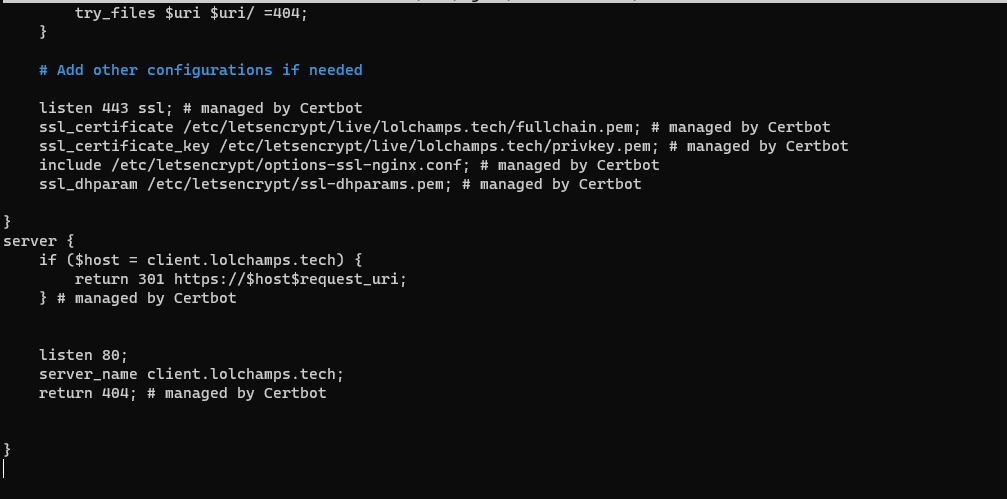 try_files $uri $uri/ =404;
}
# Add other configurations if needed
listen 443 ssl; # managed by Certbot
ssl_certificate /etc/letsencrypt/live/lolchamps.tech/fullchain.pem; # managed by Certbot
ssl_certificate_key /etc/letsencrypt/live/lolchamps.tech/privkey.pem; # managed by Certbot
include /etc/letsencrypt/options-ssl-nginx.conf; # managed by Certbot
ssl_dhparam /etc/letsencrypt/ssl-dhparams.pem; # managed by Certbot
}
server {
if ($host = client.lolchamps.tech) {
return 301 https://$host$request_uri;
} # managed by Certbot
listen 80;
server_name client.lolchamps.tech;
return 404; # managed by Certbot
}